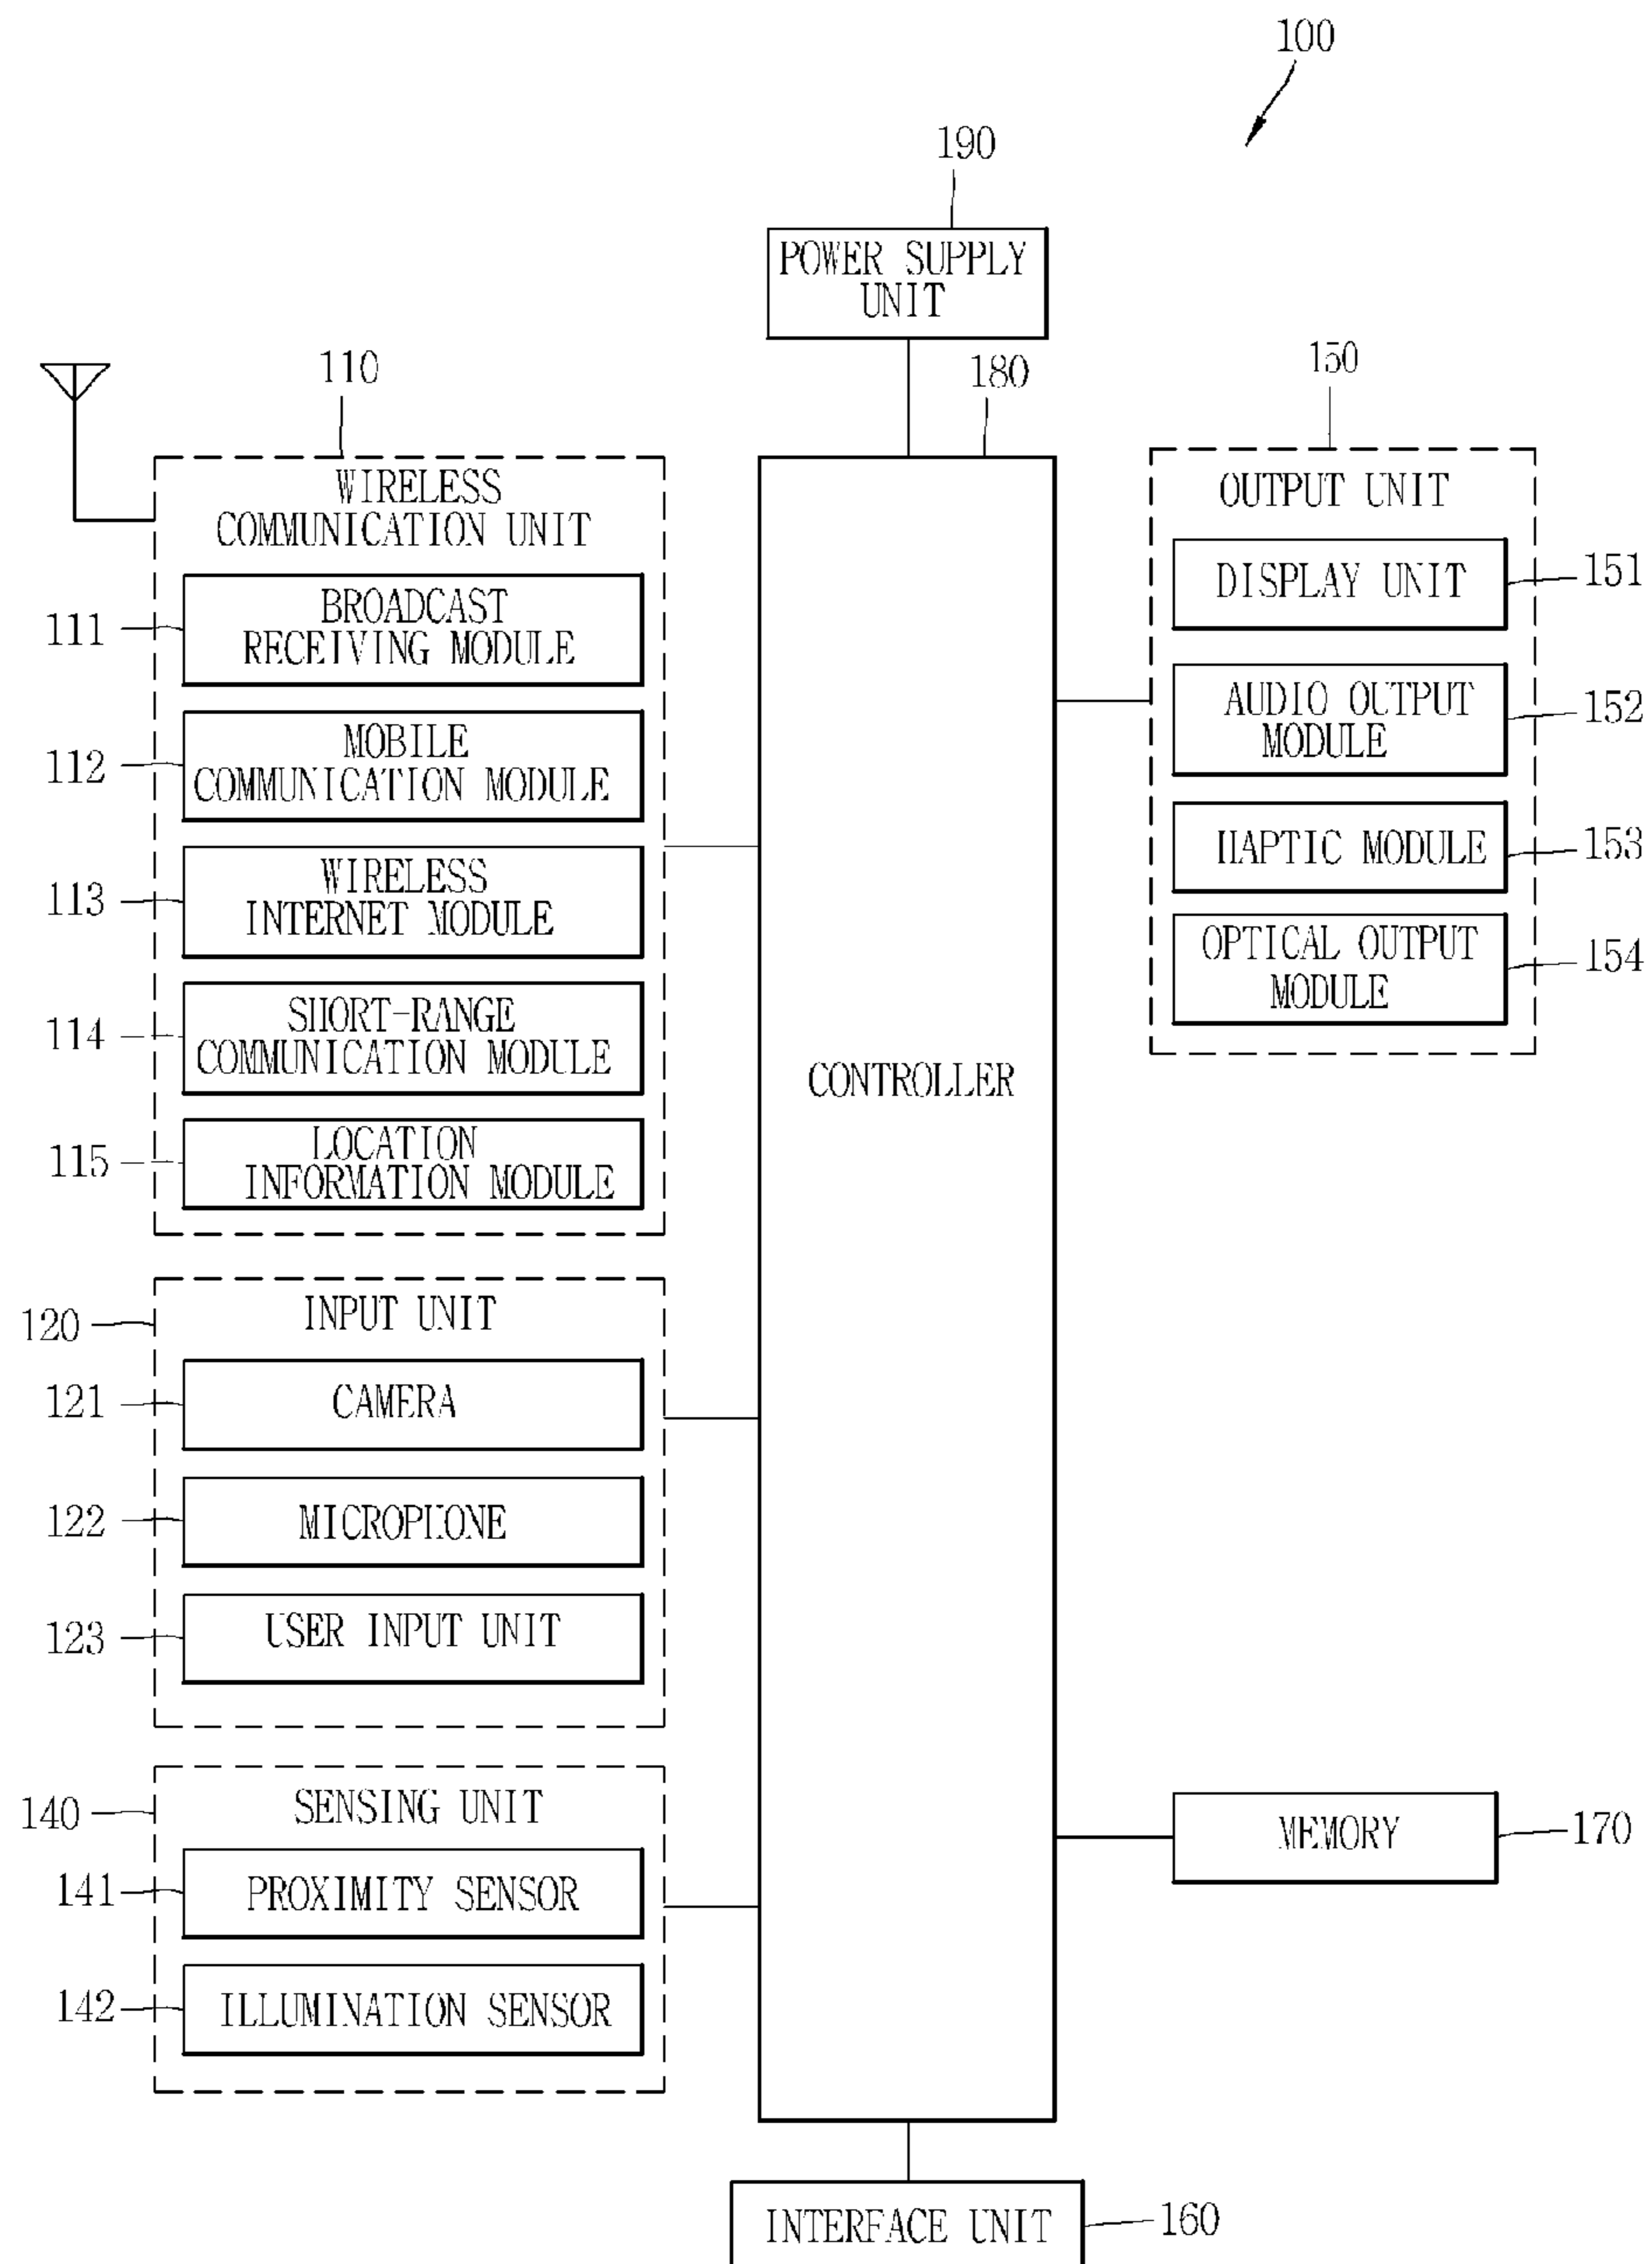 100
190
POWER SUPPLY
UNIT
110
180
150
WIRELESS
COMMUNICATION UNIT
111
BROADCAST
RECEIVING MODULE
112
MOBILE
COMMUNICATION MODULE
113
WIRELESS
INTERNET MODULE
114
SHORT-RANGE
COMMUNICATION MODULE
115
LOCATION
INFORMATION MODULE
120
INPUT UNIT
121
CAMERA
122
MICROPHONE
123
USER INPUT UNIT
140
SENSING UNIT
141
PROXIMITY SENSOR
142
ILLUMINATION SENSOR
CONTROLLER
OUTPUT UNIT
DISPLAY UNIT
151
AUDIO OUTPUT
MODULE
152
HAPTIC MODULE
153
OPTICAL OUTPUT
MODULE
154
MEMORY
170
INTERFACE UNIT
160